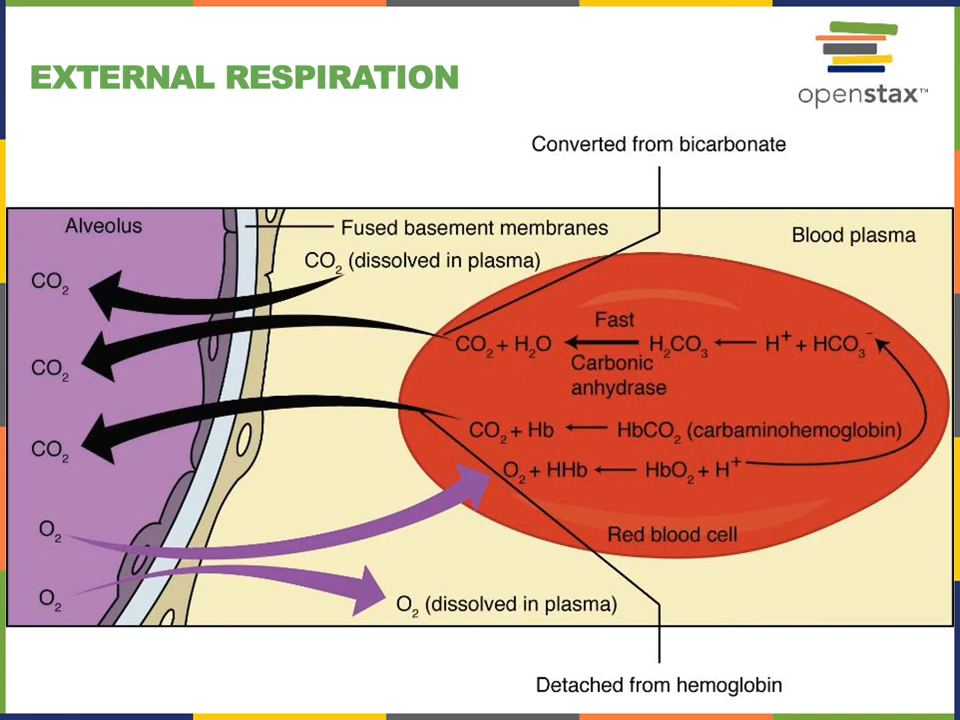 EXTERNAL RESPIRATION
openstax™
Converted from bicarbonate
Alveolus
Fused basement membranes
Blood plasma
CO₂ (dissolved in plasma)
CO₂
CO₂
CO₂
Fast
CO₂ + H₂O ← H₂CO₃ ← H⁺ + HCO₃⁻
Carbonic
anhydrase
CO₂ + Hb ← HbCO₂ (carbaminohemoglobin)
O₂ + HHb ← HbO₂ + H⁺
Red blood cell
O₂
O₂
O₂ (dissolved in plasma)
Detached from hemoglobin